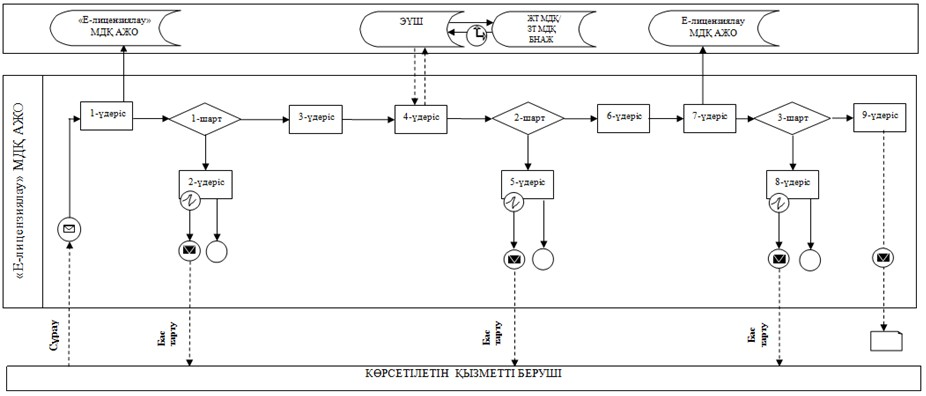 «Е-лицензиялау»
МДҚ АЖО
ЭҮШ
ЖТ МДҚ/
ЗТ МДҚ
БНАЖ
Е-лицензиялау
МДҚ АЖО
«Е-лицензиялау» МДҚ АЖО
1-үдеріс
1-шарт
3-үдеріс
4-үдеріс
2-шарт
6-үдеріс
7-үдеріс
3-шарт
9-үдеріс
2-үдеріс
5-үдеріс
8-үдеріс
Сұрау
Бас
тарту
Бас
тарту
Бас
тарту
КӨРСЕТІЛЕТІН ҚЫЗМЕТТІ БЕРУШІ